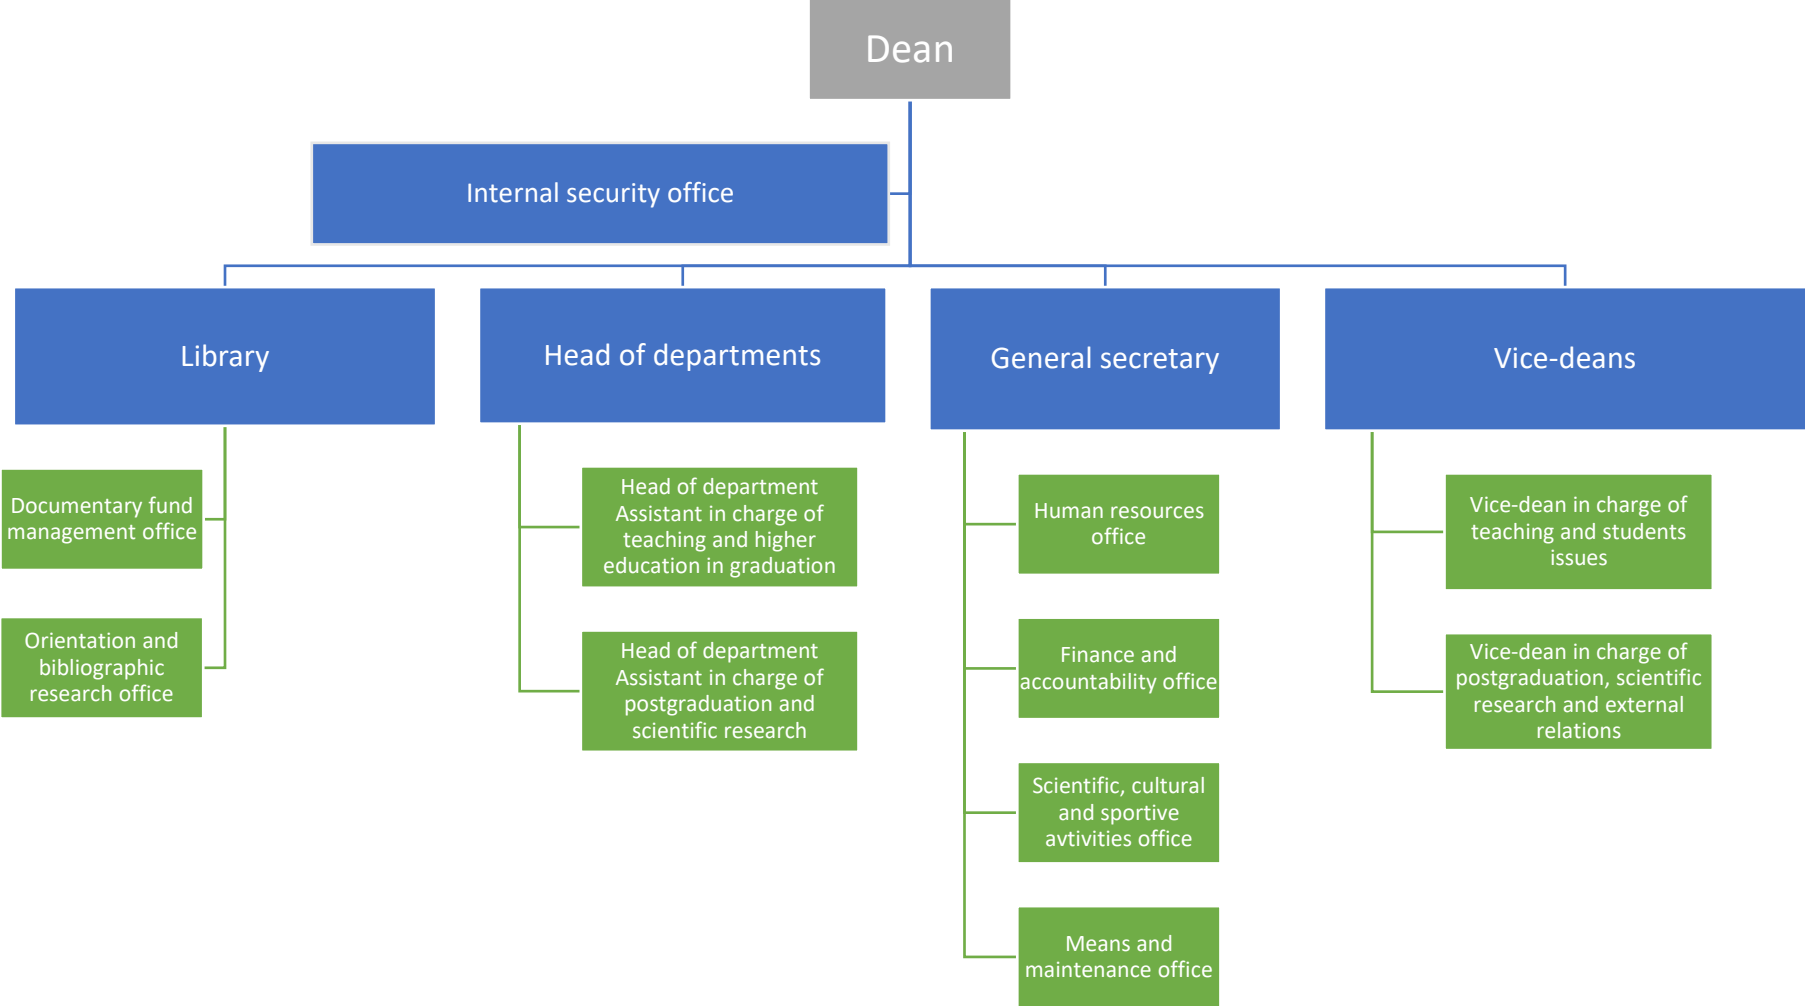 Dean
Internal security office
Library
Head of departments
General secretary
Vice-deans
Documentary fund
management office
Orientation and
bibliographic
research office
Head of department
Assistant in charge of
teaching and higher
education in graduation
Head of department
Assistant in charge of
postgraduation and
scientific research
Human resources
office
Finance and
accountability office
Scientific, cultural
and sportive
avtivities office
Means and
maintenance office
Vice-dean in charge of
teaching and students
issues
Vice-dean in charge of
postgraduation, scientific
research and external
relations